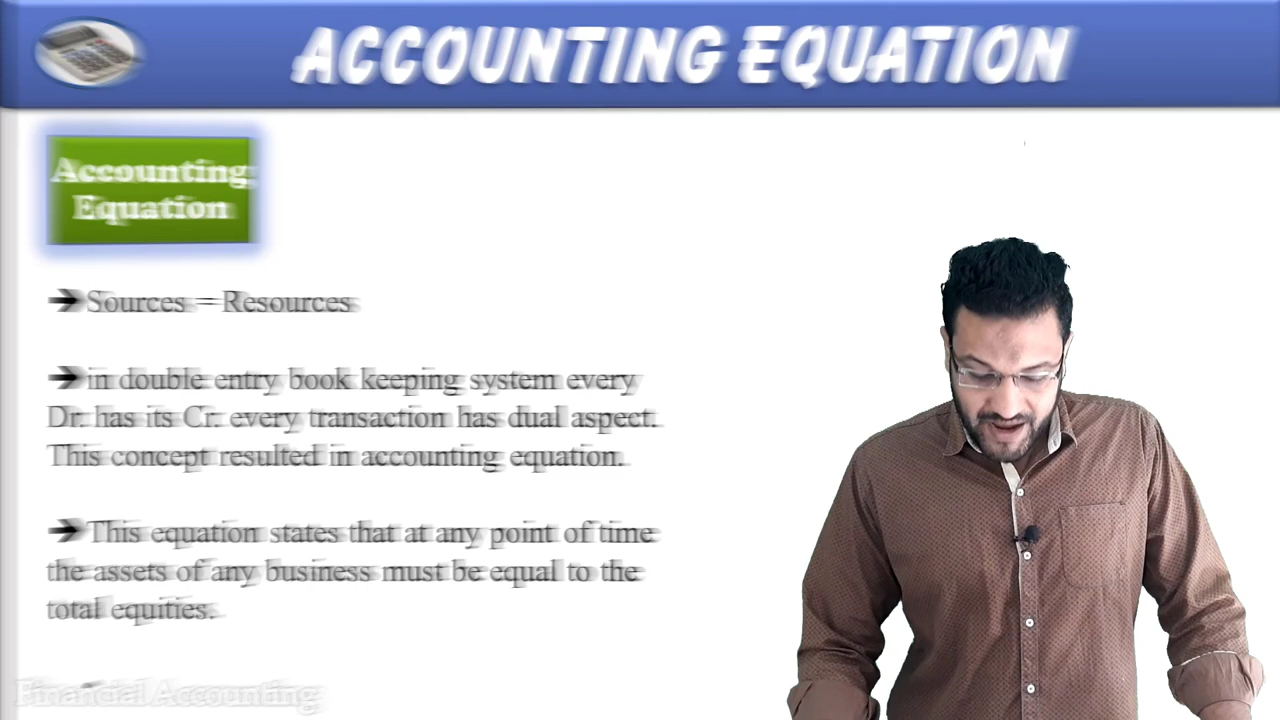 ACCOUNTING EQUATION
Accounting
Equation
➔Sources = Resources
➔in double entry book keeping system every
Dr. has its Cr. every transaction has dual aspect.
This concept resulted in accounting equation.
➔This equation states that at any point of time
the assets of any business must be equal to the
total equities.
Financial Accounting